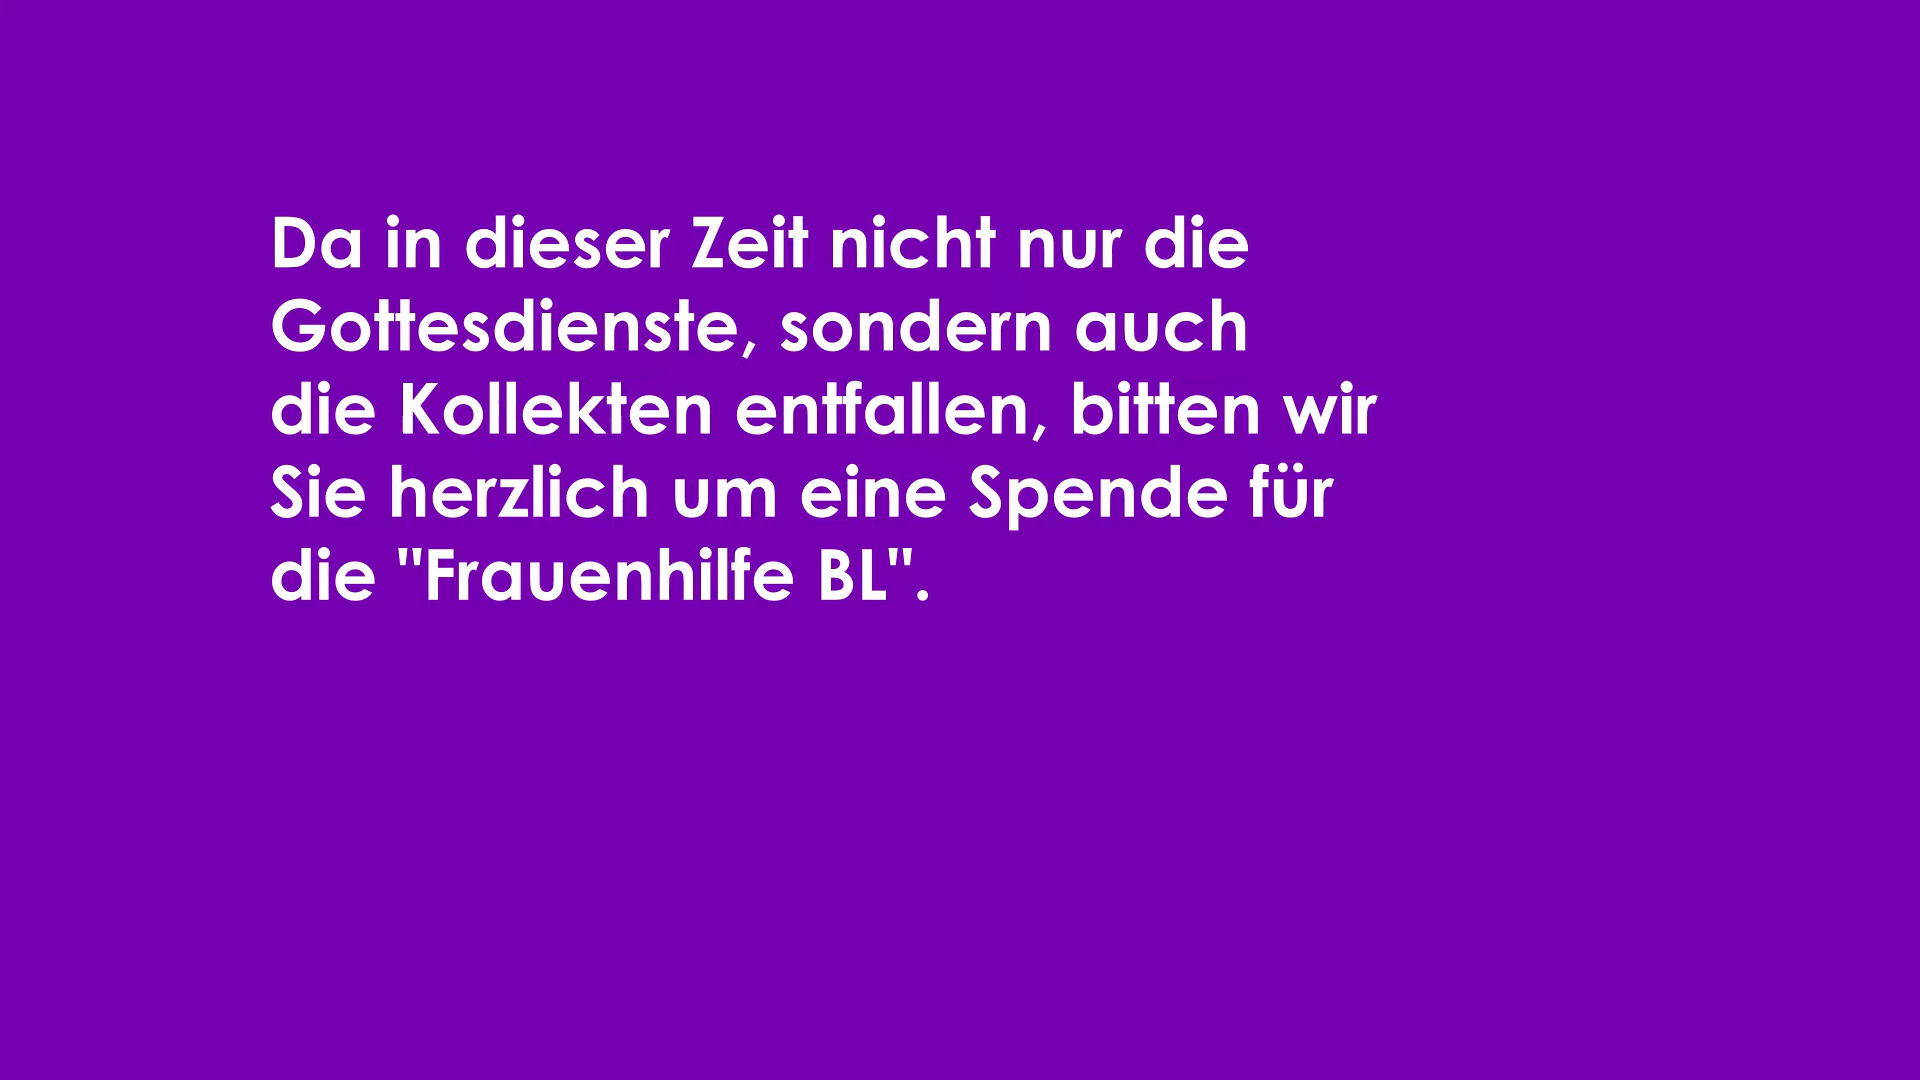 Da in dieser Zeit nicht nur die
Gottesdienste, sondern auch
die Kollekten entfallen, bitten wir
Sie herzlich um eine Spende für
die "Frauenhilfe BL".